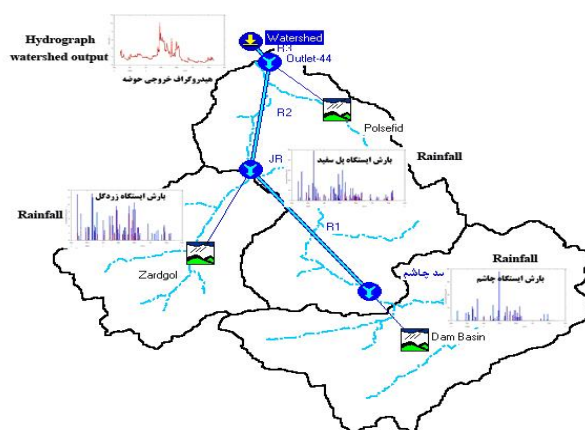 Hydrograph
watershed output
هیدروگراف خروجی حوضه
Watershed
R3
Outlet-44
R2
Polsefid
JR
بارش ایستگاه پل سفید
Rainfall
بارش ایستگاه زردگل
Rainfall
R1
Zardgol
سد چاشم
Rainfall
بارش ایستگاه چاشم
Dam Basin